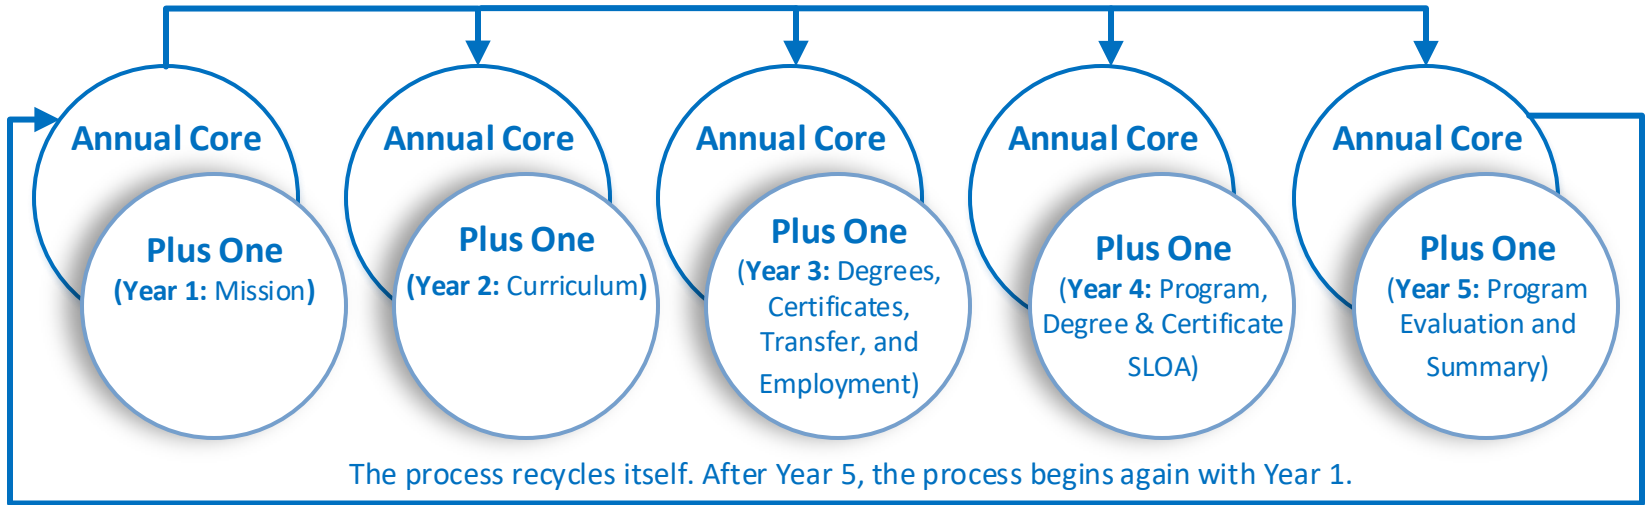 Annual Core
Plus One
(Year 1: Mission)
Annual Core
Plus One
(Year 2: Curriculum)
Annual Core
Plus One
(Year 3: Degrees,
Certificates,
Transfer, and
Employment)
Annual Core
Plus One
(Year 4: Program,
Degree & Certificate
SLOA)
Annual Core
Plus One
(Year 5: Program
Evaluation and
Summary)
The process recycles itself. After Year 5, the process begins again with Year 1.